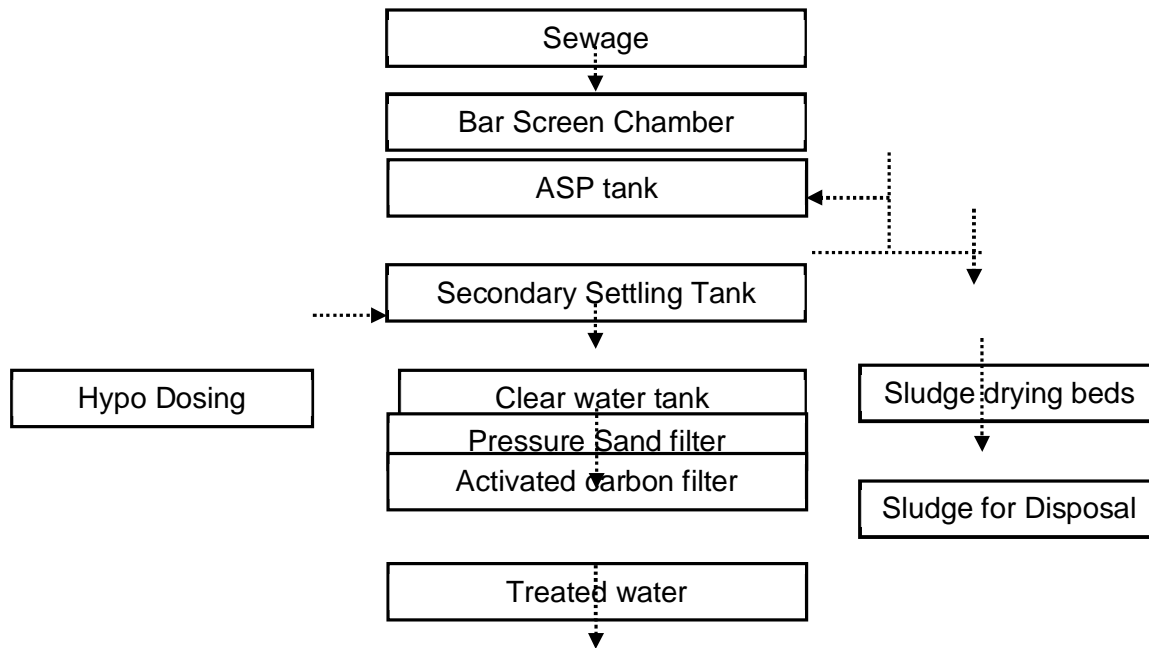 Sewage
Bar Screen Chamber
ASP tank
Secondary Settling Tank
Hypo Dosing
Clear water tank
Sludge drying beds
Pressure Sand filter
Activated carbon filter
Sludge for Disposal
Treated water